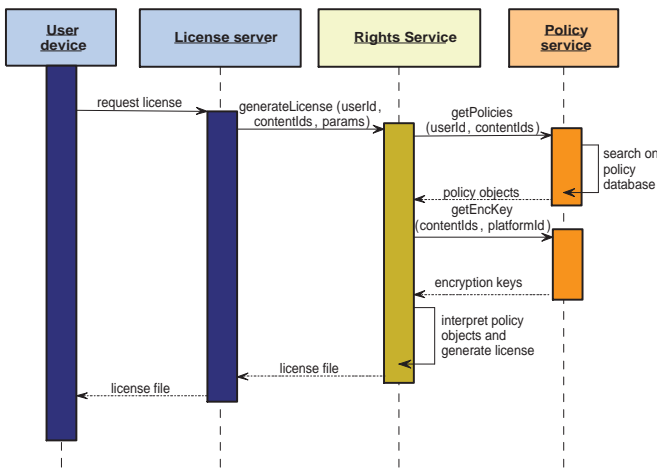 User
device
License server
Rights Service
Policy
service
request license
generateLicense (userId,
contentIds, params)
getPolicies
(userId, contentIds)
search on
policy
database
policy objects
getEncKey
(contentIds, platformId)
encryption keys
interpret policy
objects and
generate license
license file
license file